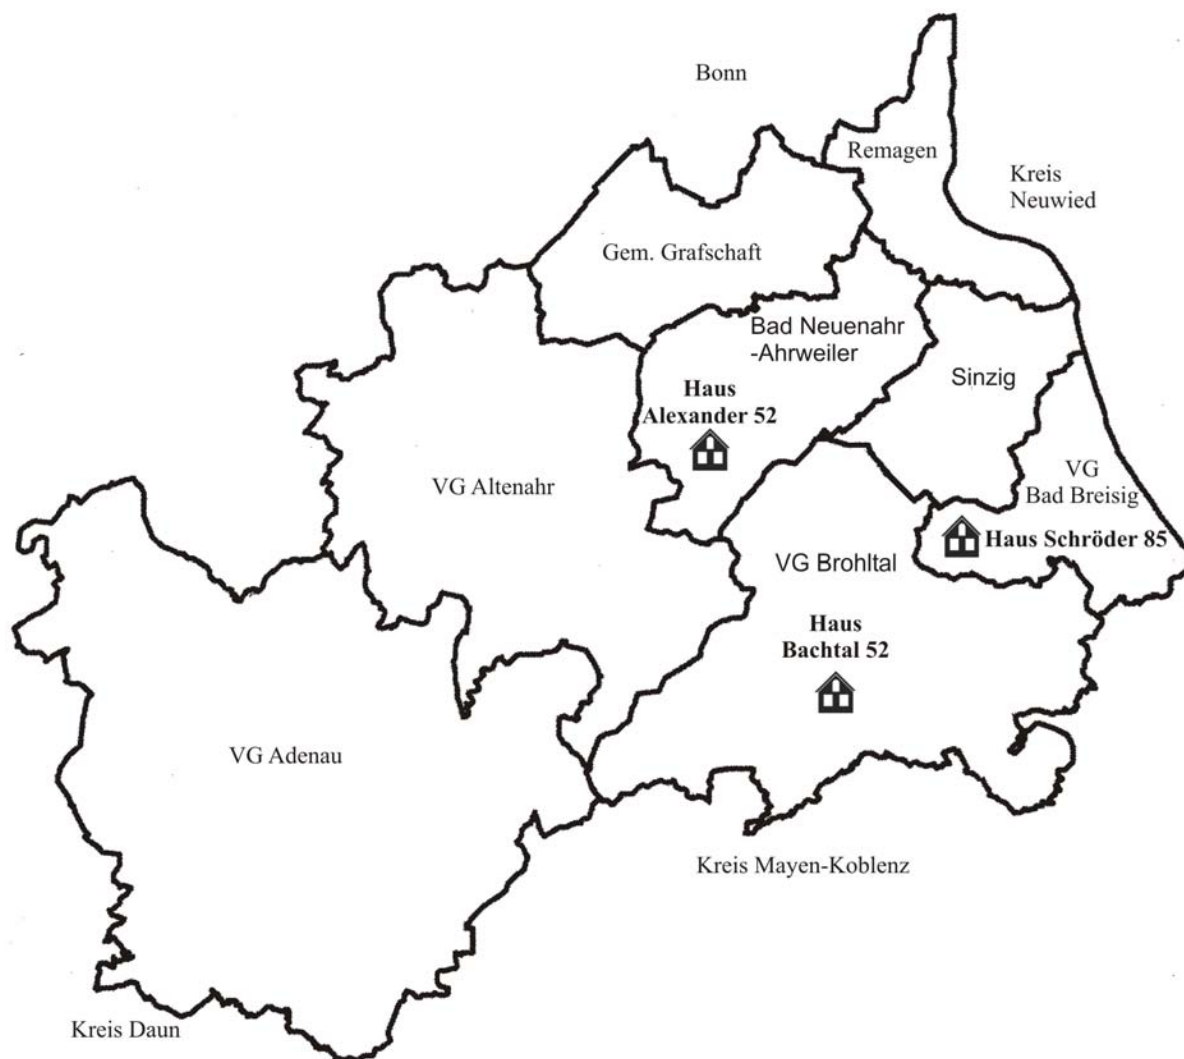 Bonn
Remagen
Kreis
Neuwied
Gem. Grafschaft
Bad Neuenahr
-Ahrweiler
Sinzig
Haus
Alexander 52
VG Altenahr
VG
Bad Breisig
Haus Schröder 85
VG Brohltal
Haus
Bachtal 52
VG Adenau
Kreis Mayen-Koblenz
Kreis Daun